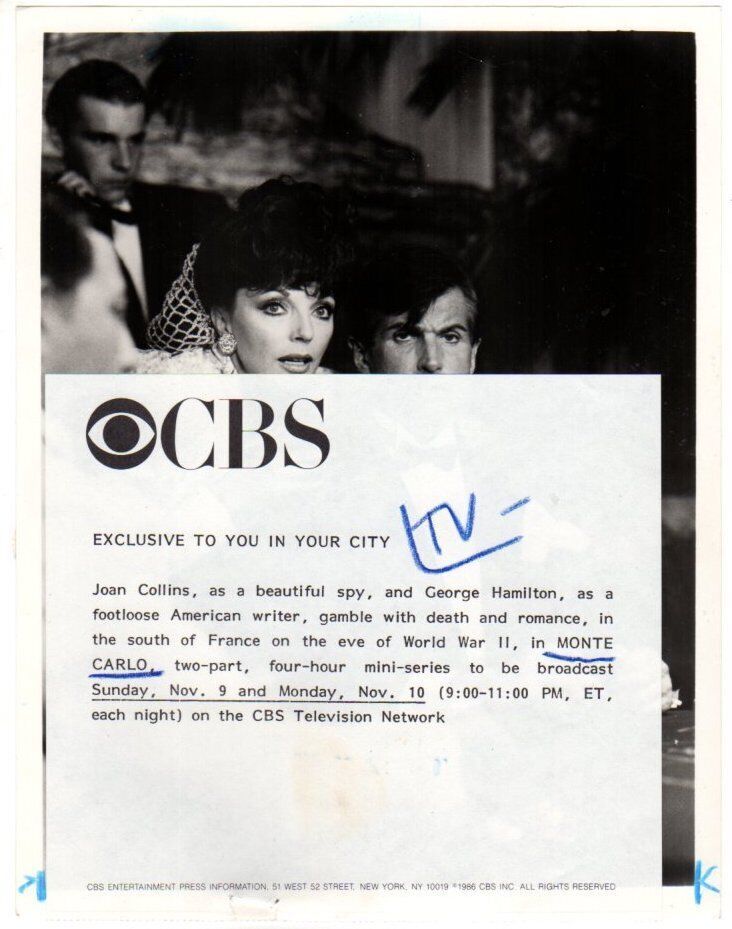 CBS
EXCLUSIVE TO YOU IN YOUR CITY
TV-
Joan Collins, as a beautiful spy, and George Hamilton, as a
footloose American writer, gamble with death and romance, in
the south of France on the eve of World War II, in MONTE
CARLO, two-part, four-hour mini-series to be broadcast
Sunday, Nov. 9 and Monday, Nov. 10 (9:00-11:00 PM, ET,
each night) on the CBS Television Network
CBS ENTERTAINMENT PRESS INFORMATION, 51 WEST 52 STREET, NEW YORK, NY 10019 ©1986 CBS INC. ALL RIGHTS RESERVED
K